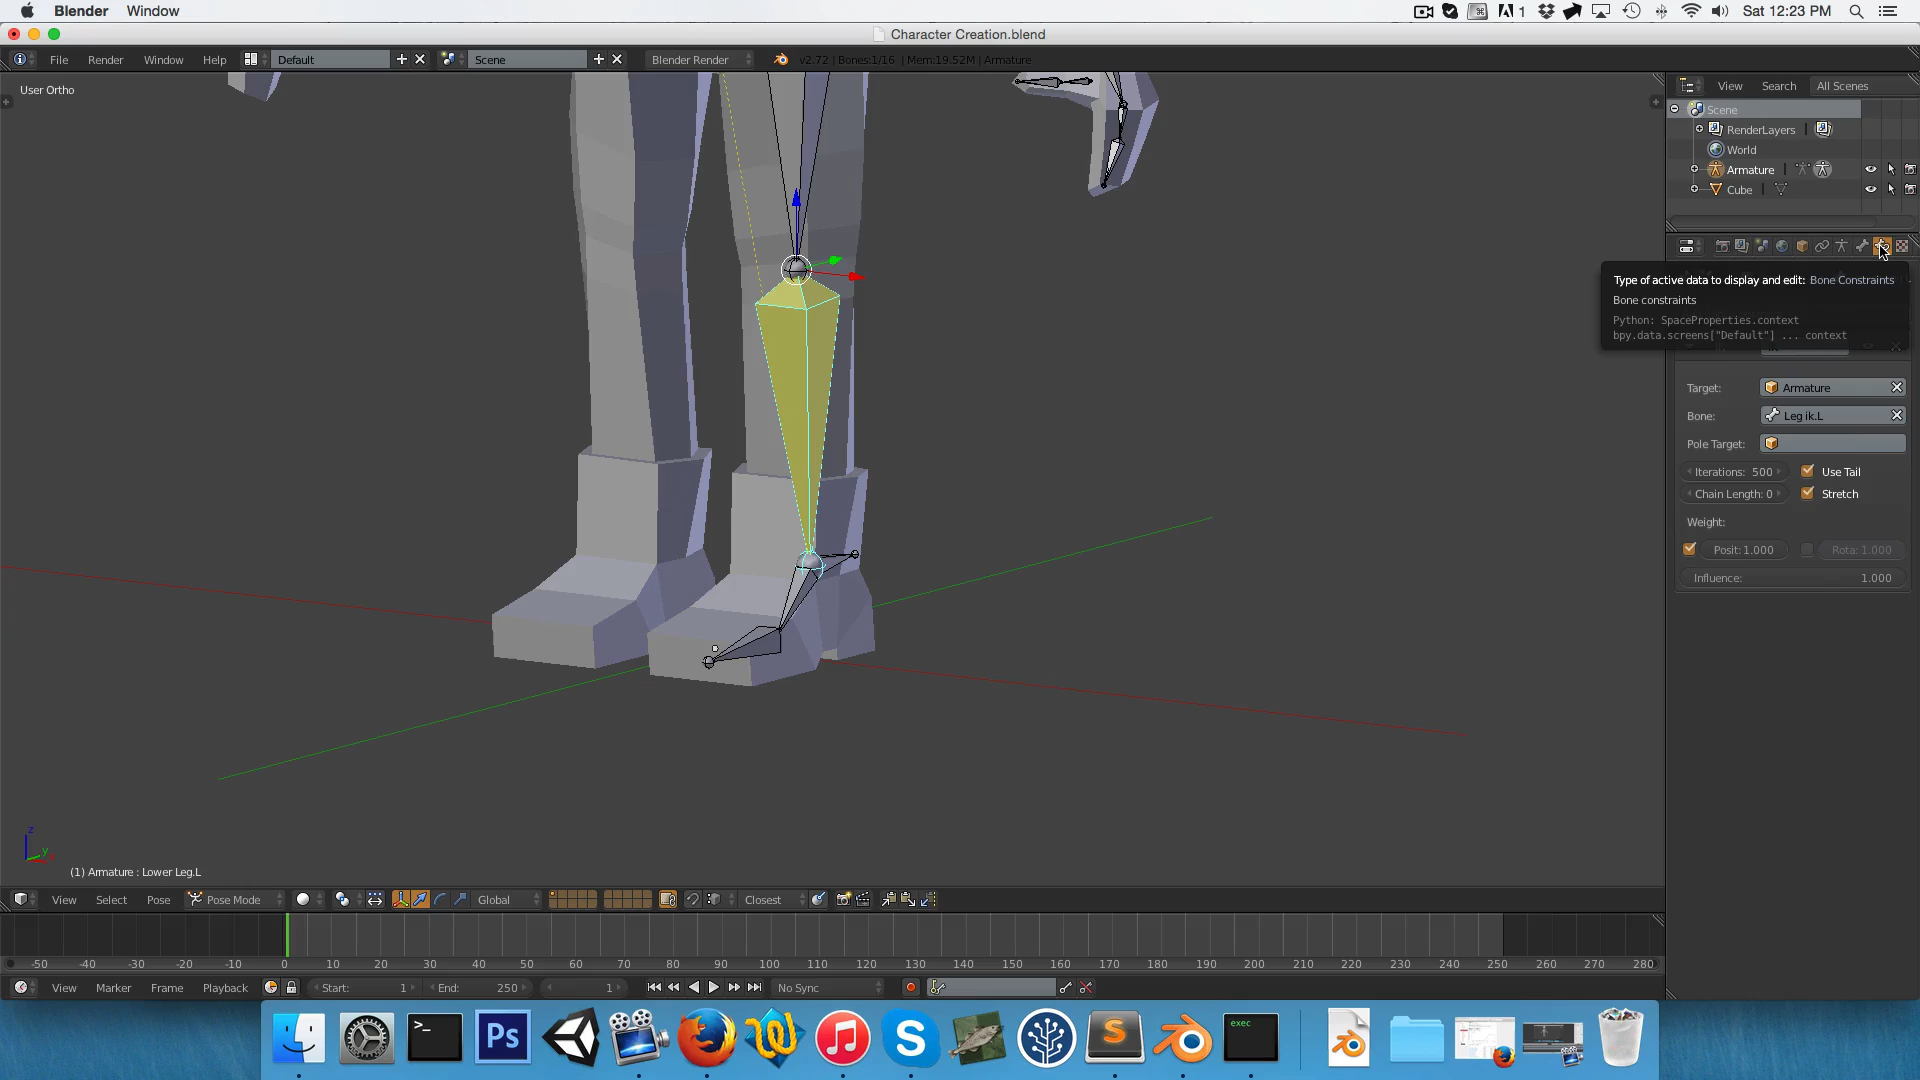 Blender Window
1 Sat 12:23 PM
Character Creation.blend
File Render Window Help Default Scene Blender Render v2.72 | Bones:1/16 | Mem:19.52M | Armature
User Ortho
View Search All Scenes
Scene
RenderLayers
World
Armature
Cube
Type of active data to display and edit: Bone Constraints
Bone constraints
Python: SpaceProperties.context
bpy.data.screens["Default"] ... context
Target: Armature
Bone: Leg ik.L
Pole Target:
Iterations: 500 Use Tail
Chain Length: 0 Stretch
Weight:
Posit: 1.000 Rota: 1.000
Influence: 1.000
z
y
(1) Armature : Lower Leg.L
View Select Pose Pose Mode Global Closest
-50 -40 -30 -20 -10 0 10 20 30 40 50 60 70 80 90 100 110 120 130 140 150 160 170 180 190 200 210 220 230 240 250 260 270 280
View Marker Frame Playback Start: 1 End: 250 1 No Sync
Ps
S
exec